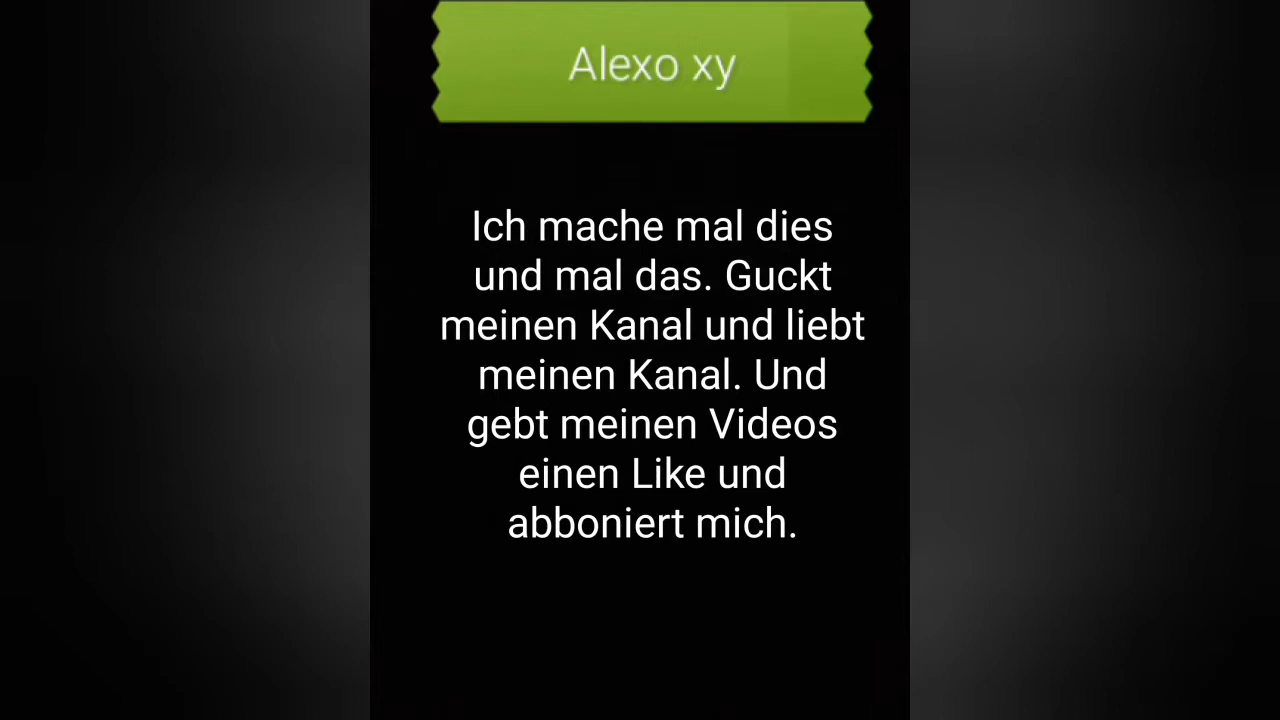 Alexo xy
Ich mache mal dies
und mal das. Guckt
meinen Kanal und liebt
meinen Kanal. Und
gebt meinen Videos
einen Like und
abboniert mich.